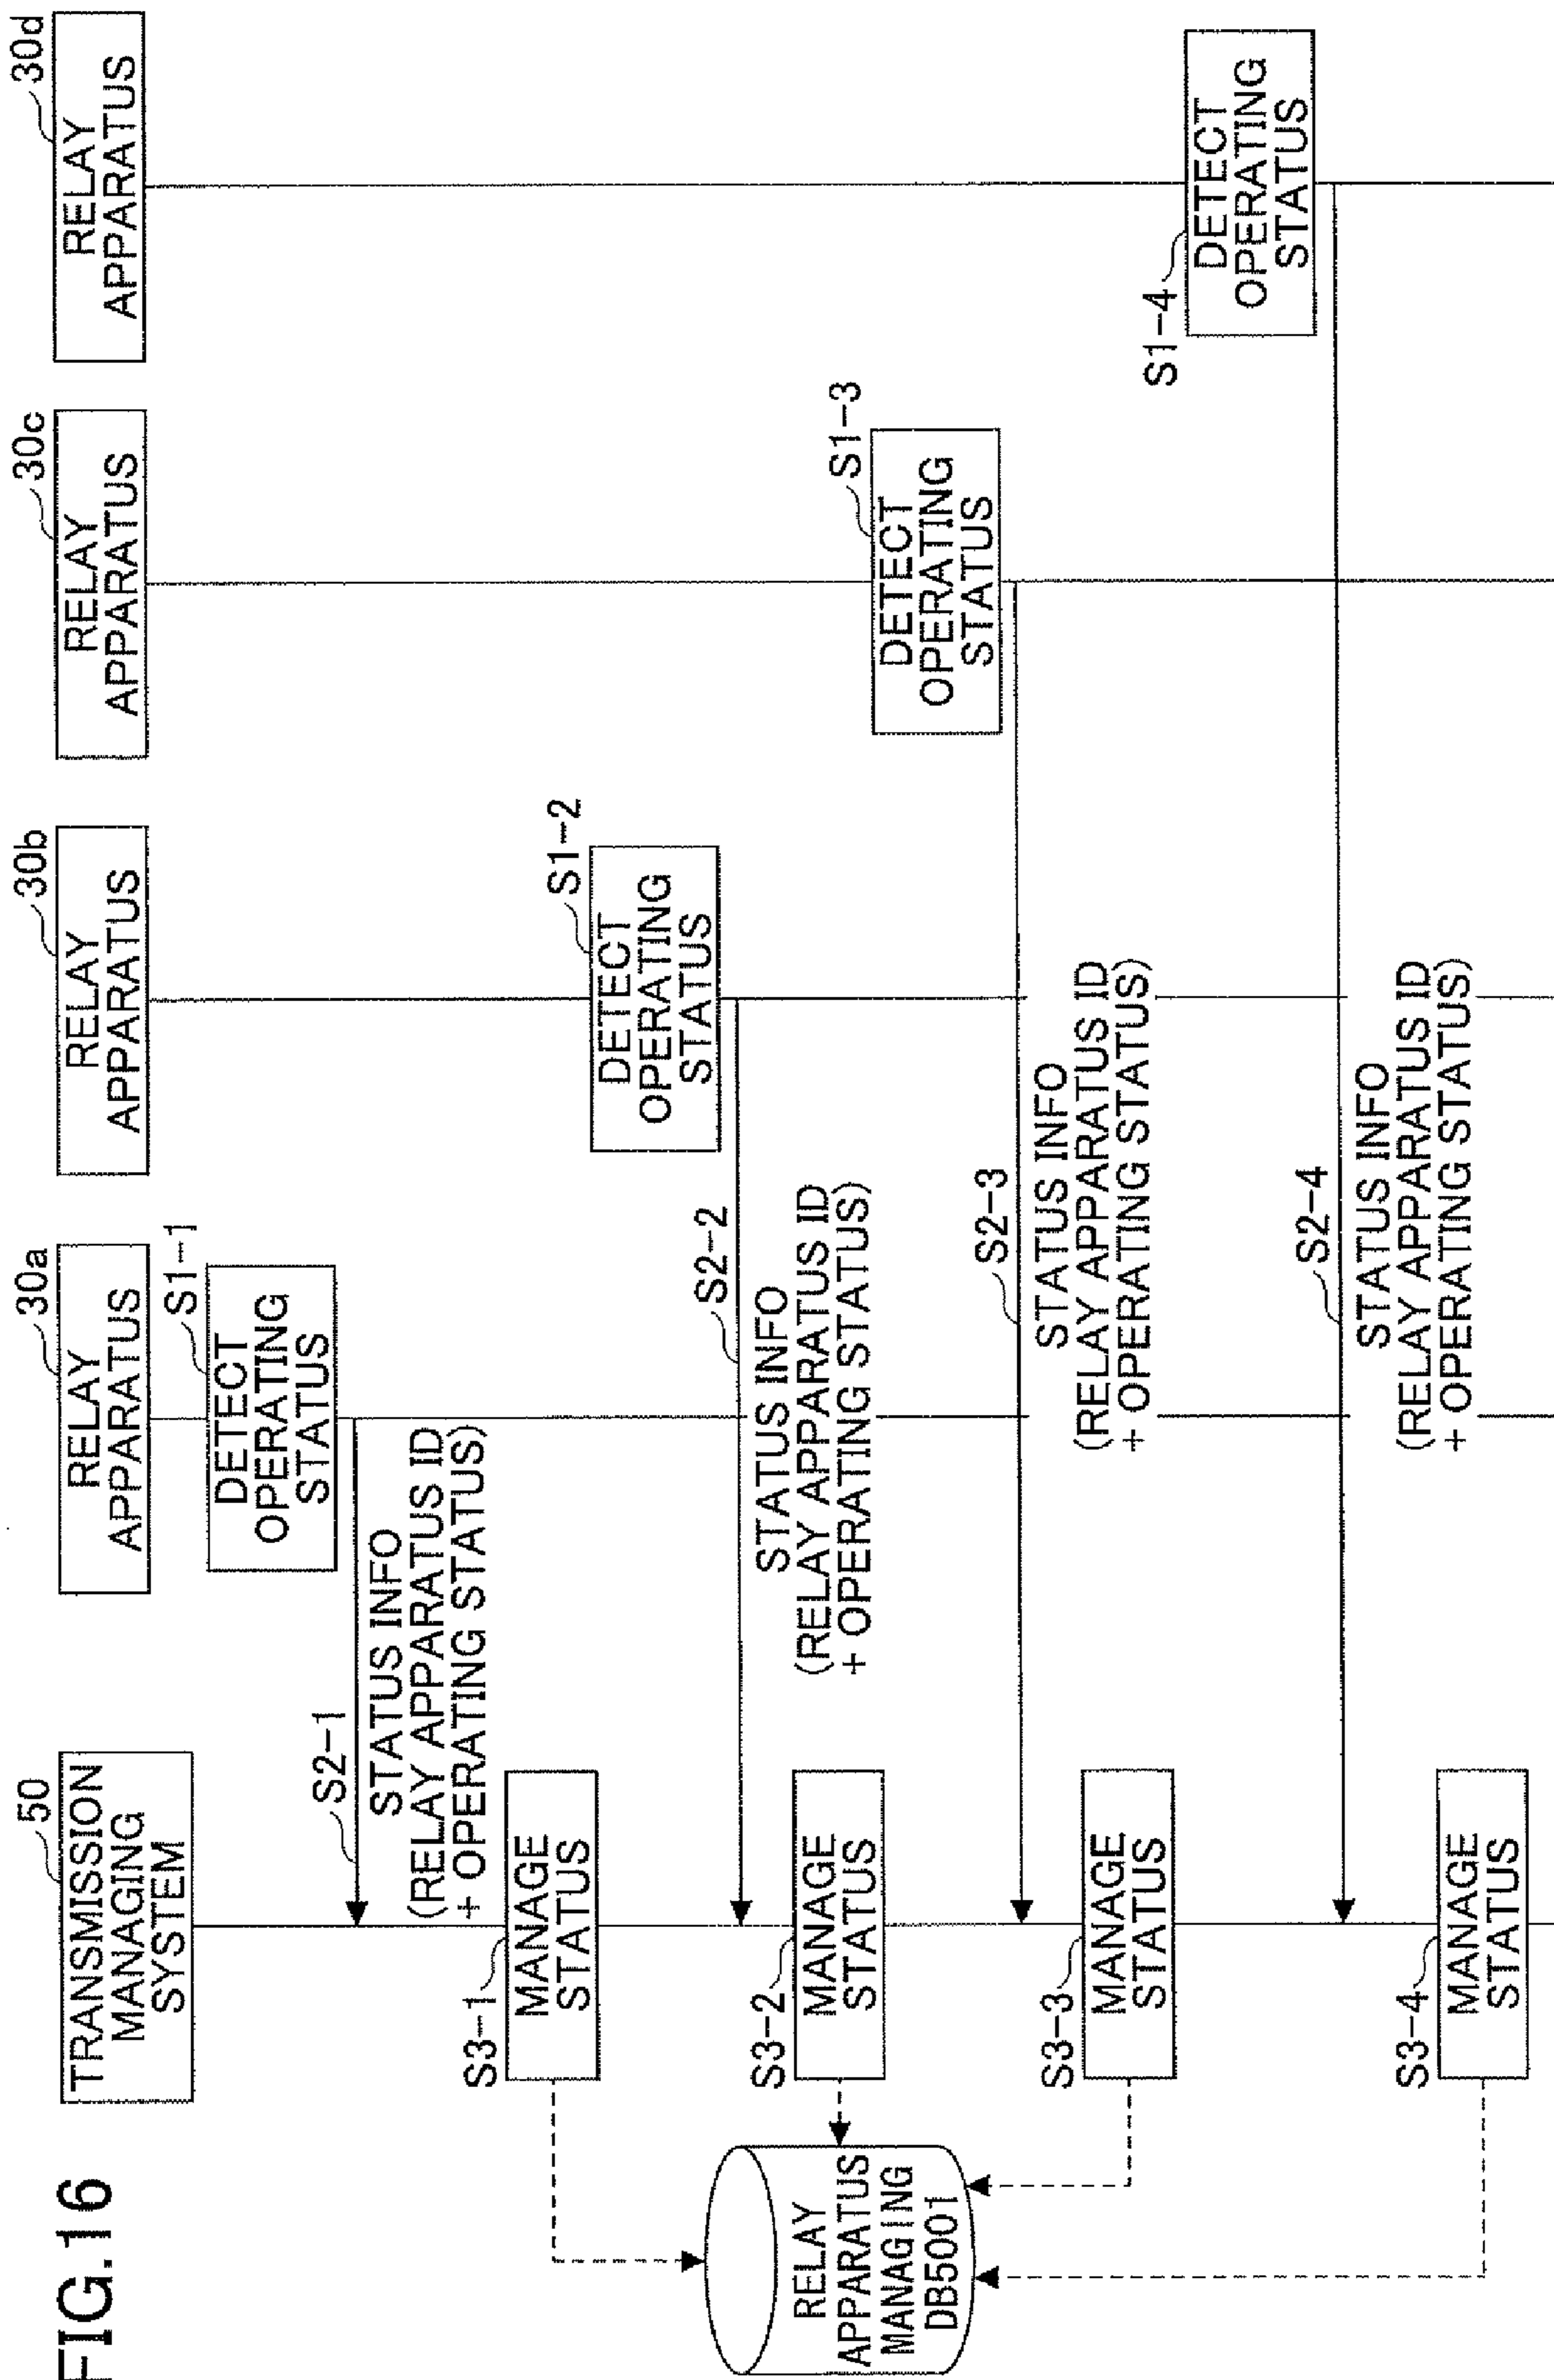 FIG.16
TRANSMISSION
MANAGING
SYSTEM
50
RELAY
APPARATUS
30a
RELAY
APPARATUS
30b
RELAY
APPARATUS
30c
RELAY
APPARATUS
30d
DETECT
OPERATING
STATUS
S1-1
S2-1
STATUS INFO
(RELAY APPARATUS ID
+ OPERATING STATUS)
S3-1
MANAGE
STATUS
DETECT
OPERATING
STATUS
S1-2
S2-2
STATUS INFO
(RELAY APPARATUS ID
+ OPERATING STATUS)
S3-2
MANAGE
STATUS
RELAY
APPARATUS
MANAGING
DB5001
DETECT
OPERATING
STATUS
S1-3
S2-3
STATUS INFO
(RELAY APPARATUS ID
+ OPERATING STATUS)
S3-3
MANAGE
STATUS
S1-4
DETECT
OPERATING
STATUS
S2-4
STATUS INFO
(RELAY APPARATUS ID
+ OPERATING STATUS)
S3-4
MANAGE
STATUS